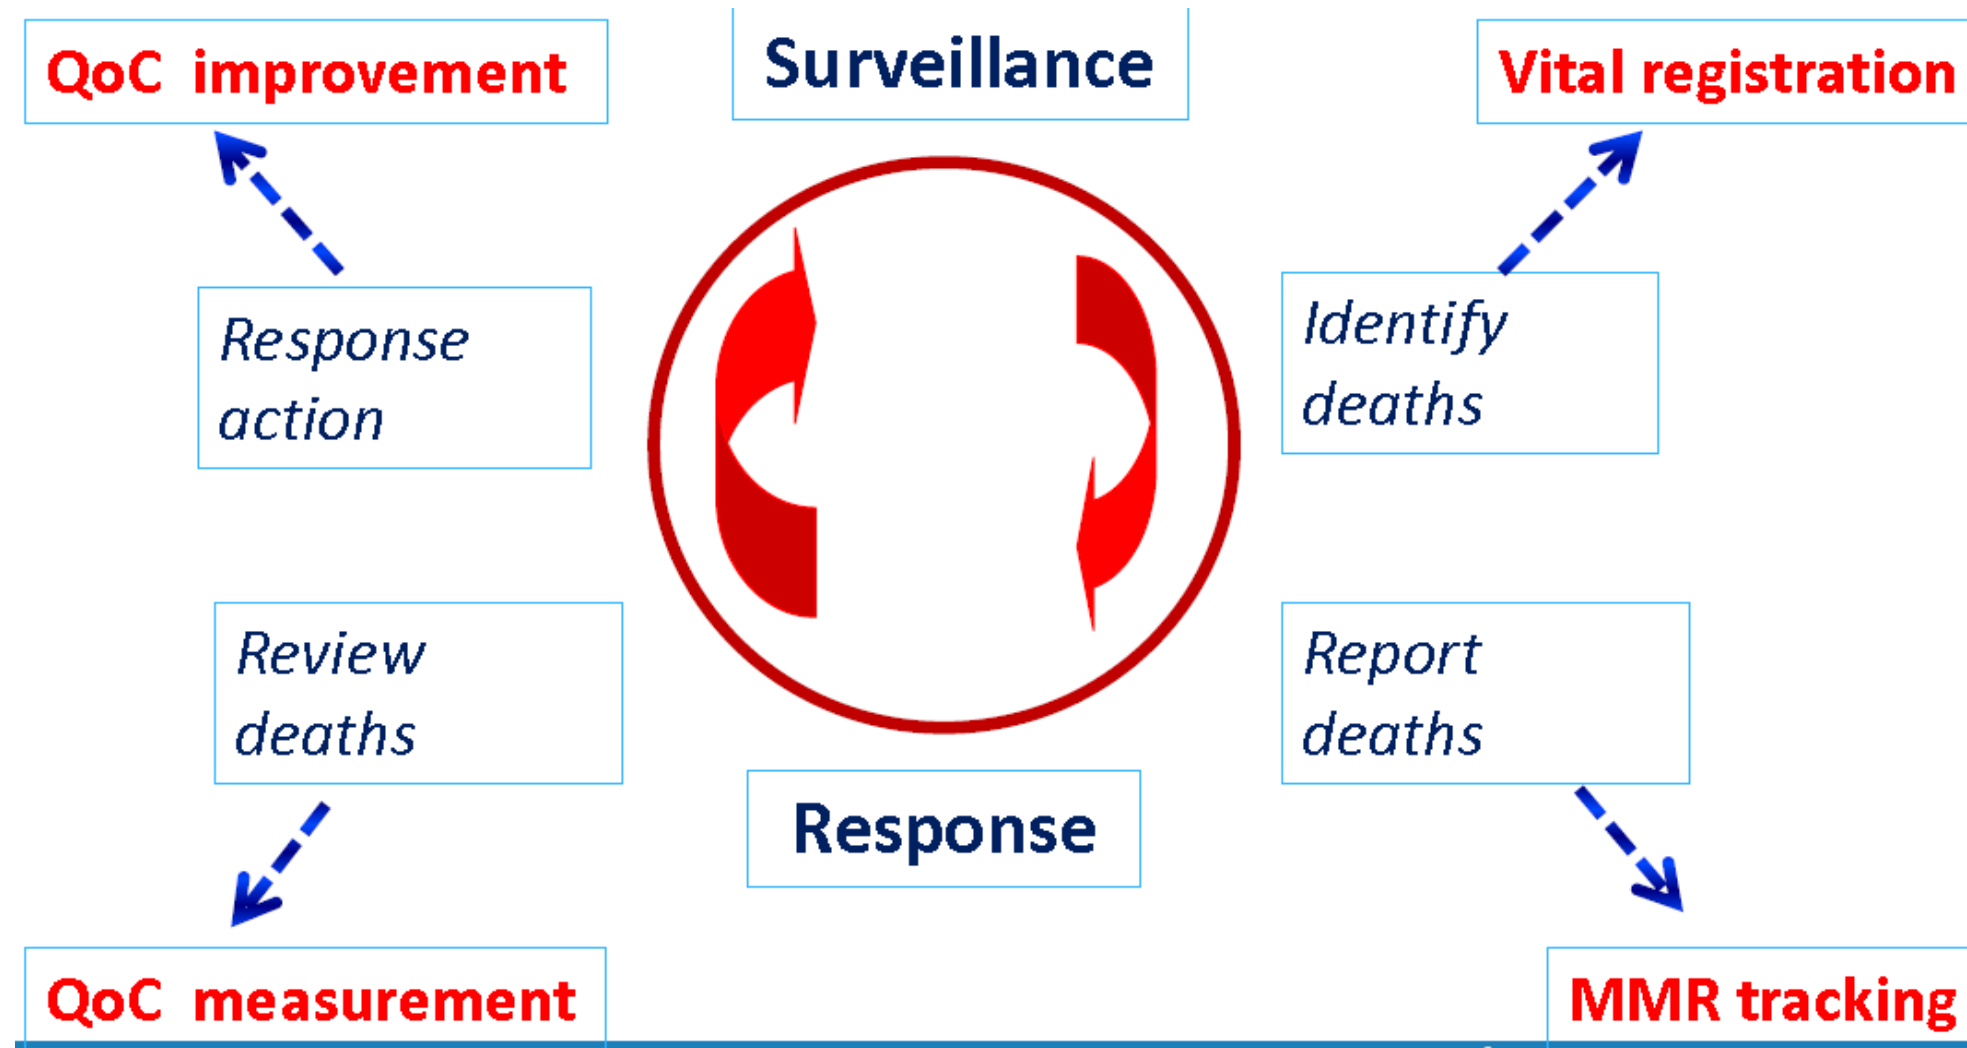 QoC improvement
Surveillance
Vital registration
Response
action
Identify
deaths
Review
deaths
Report
deaths
Response
QoC measurement
MMR tracking